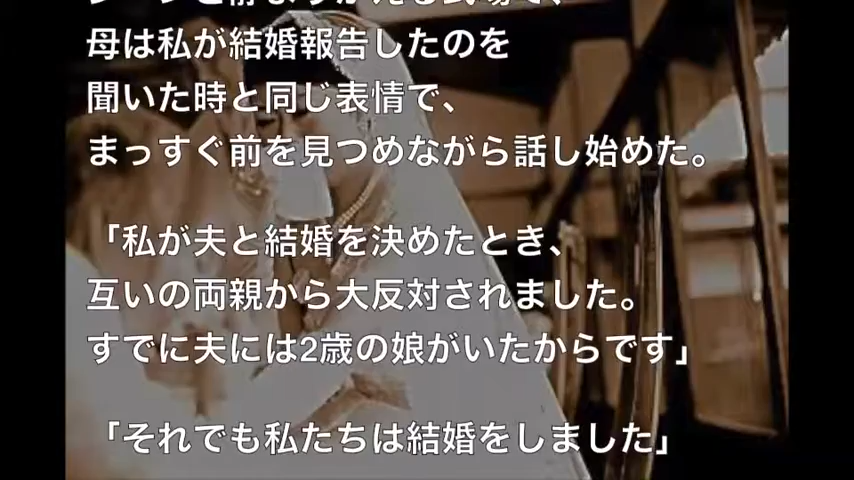 母は私が結婚報告したのを
聞いた時と同じ表情で、
まっすぐ前を見つめながら話し始めた。
「私が夫と結婚を決めたとき、
互いの両親から大反対されました。
すでに夫には2歳の娘がいたからです」
「それでも私たちは結婚をしました」